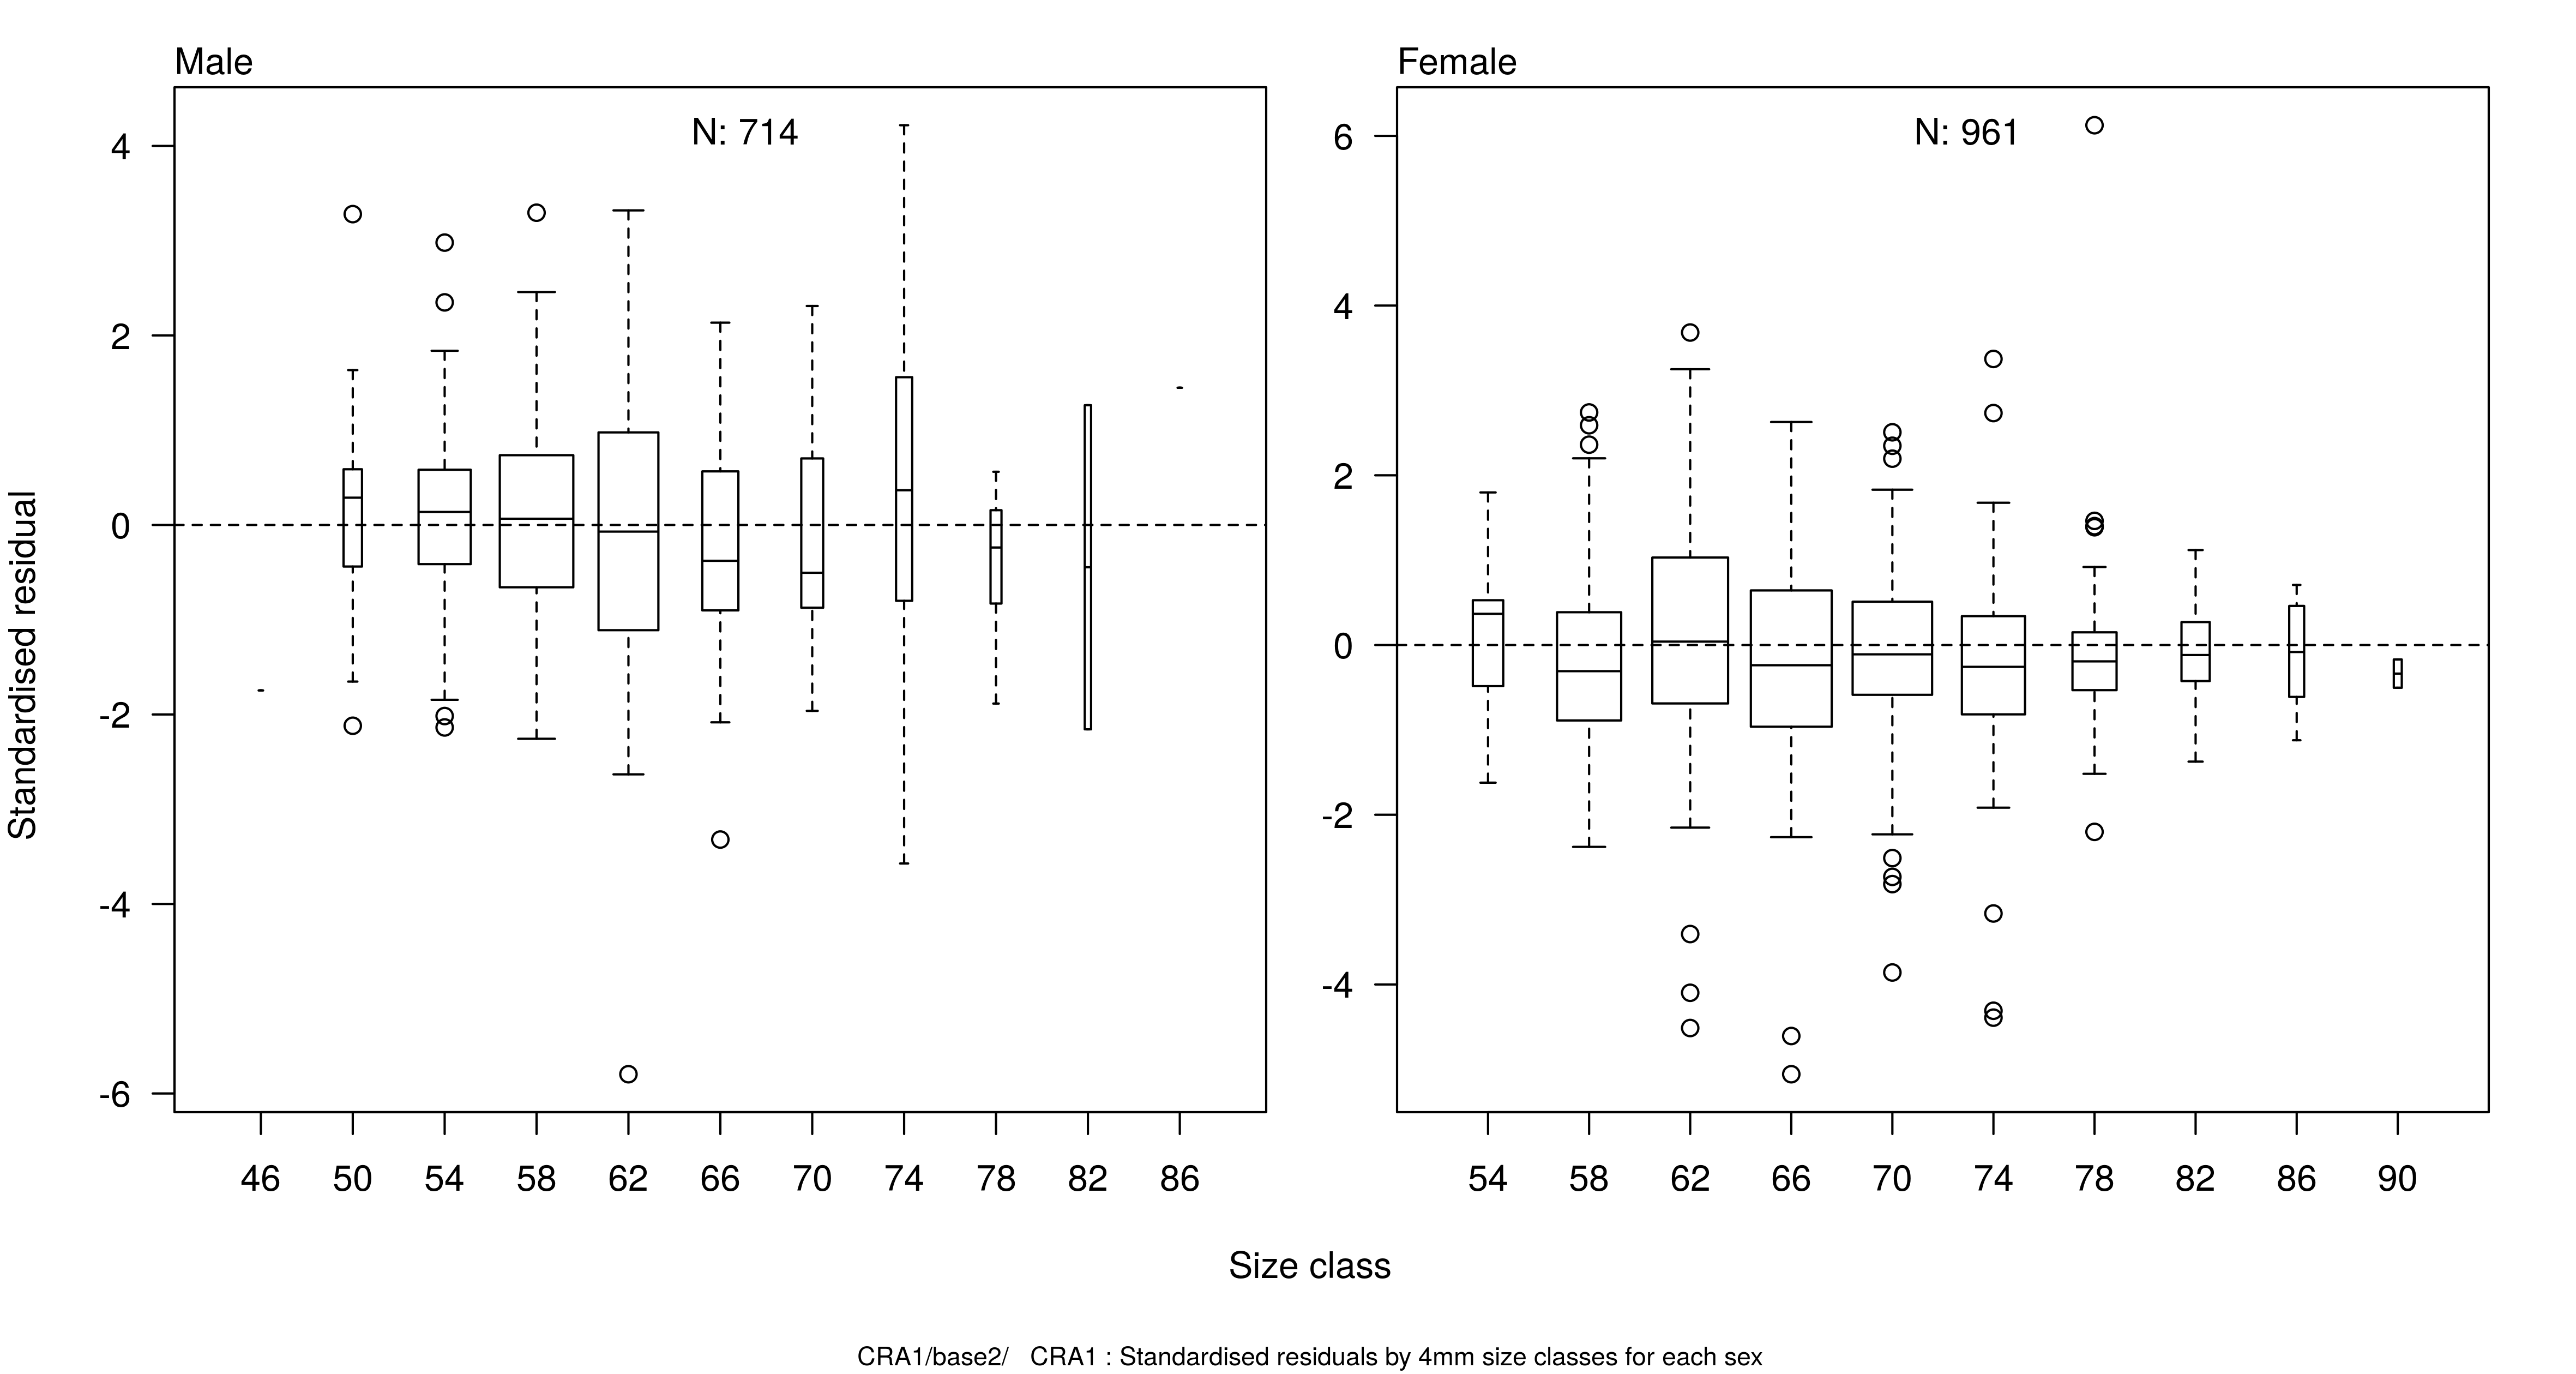 Male
Female
N: 714
N: 961
4
2
0
-2
-4
-6
6
4
2
0
-2
-4
Standardised residual
46 50 54 58 62 66 70 74 78 82 86
54 58 62 66 70 74 78 82 86 90
Size class
CRA1/base2/ CRA1 : Standardised residuals by 4mm size classes for each sex